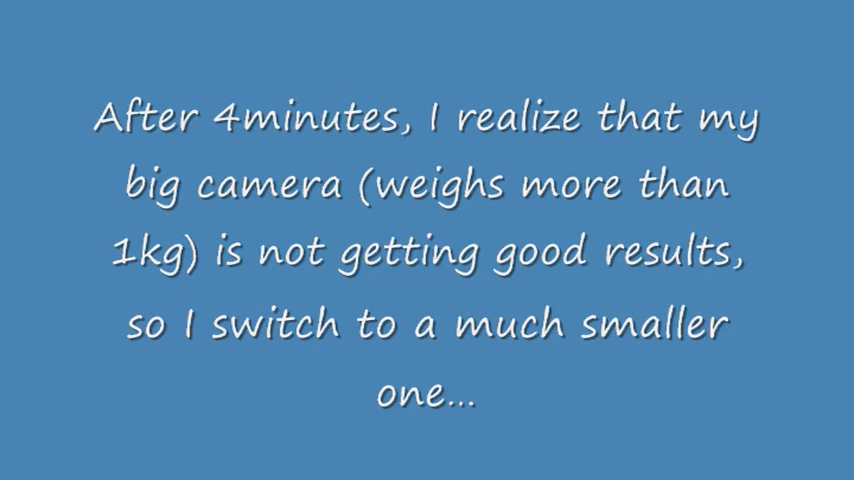 After 4minutes, I realize that my
big camera (weighs more than
1kg) is not getting good results,
so I switch to a much smaller
one...